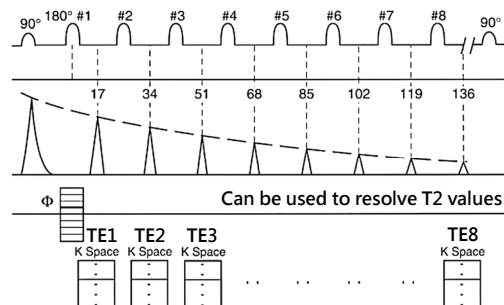 90° 180° #1 #2 #3 #4 #5 #6 #7 #8 90°
17 34 51 68 85 102 119 136
Φ Can be used to resolve T2 values
TE1 TE2 TE3 TE8
K Space K Space K Space K Space